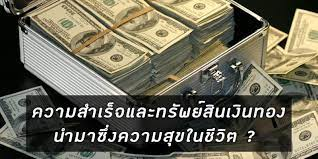 ความสำเร็จและทรัพย์สินเงินทอง
นำมาซึ่งความสุขในชีวิต ?